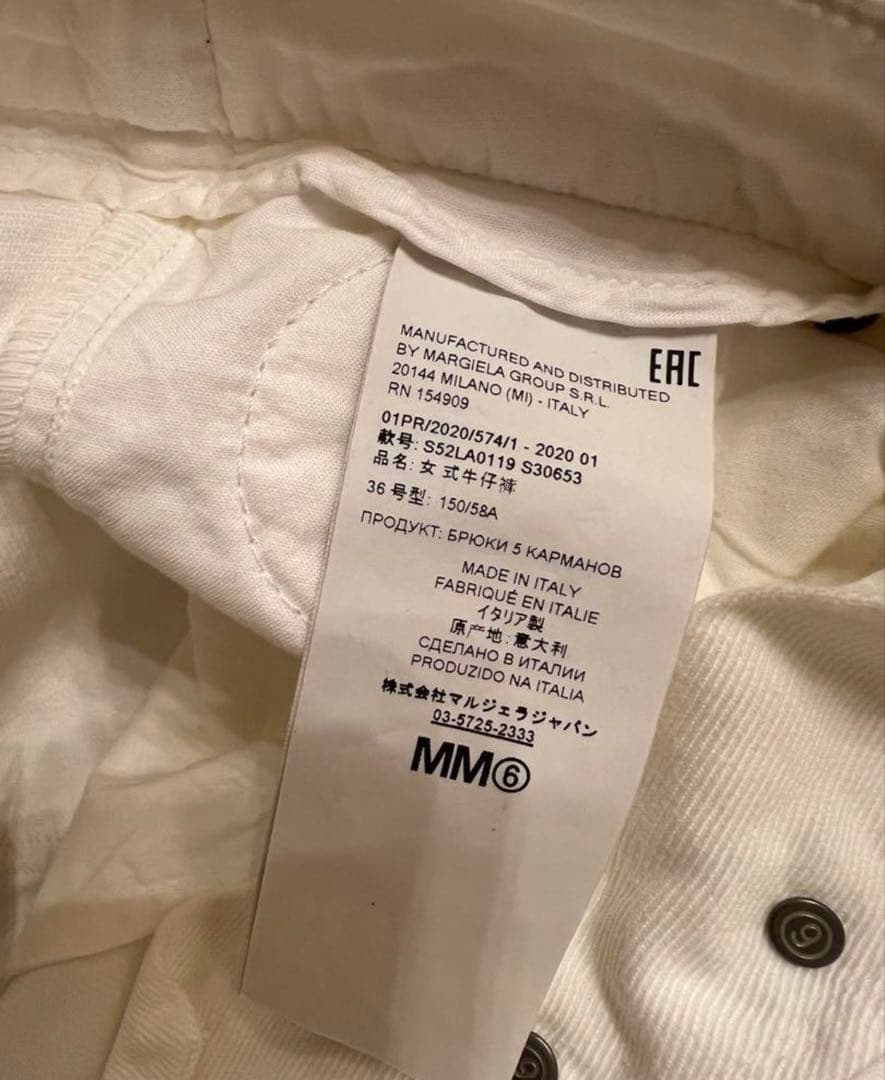 MANUFACTURED AND DISTRIBUTED
BY MARGIELA GROUP S.R.L.
20144 MILANO (MI) - ITALY
RN 154909
EAC
01PR/2020/574/1 - 2020 01
款号: S52LA0119 S30653
品名: 女 式牛仔裤
36 号型: 150/58A
ПРОДУКТ: БРЮКИ 5 КАРМАНОВ
MADE IN ITALY
FABRIQUÉ EN ITALIE
イタリア製
原产地: 意大利
СДЕЛАНО В ИТАЛИИ
PRODUZIDO NA ITALIA
株式会社マルジェラジャパン
03-5725-2333
MM⑥
6
6